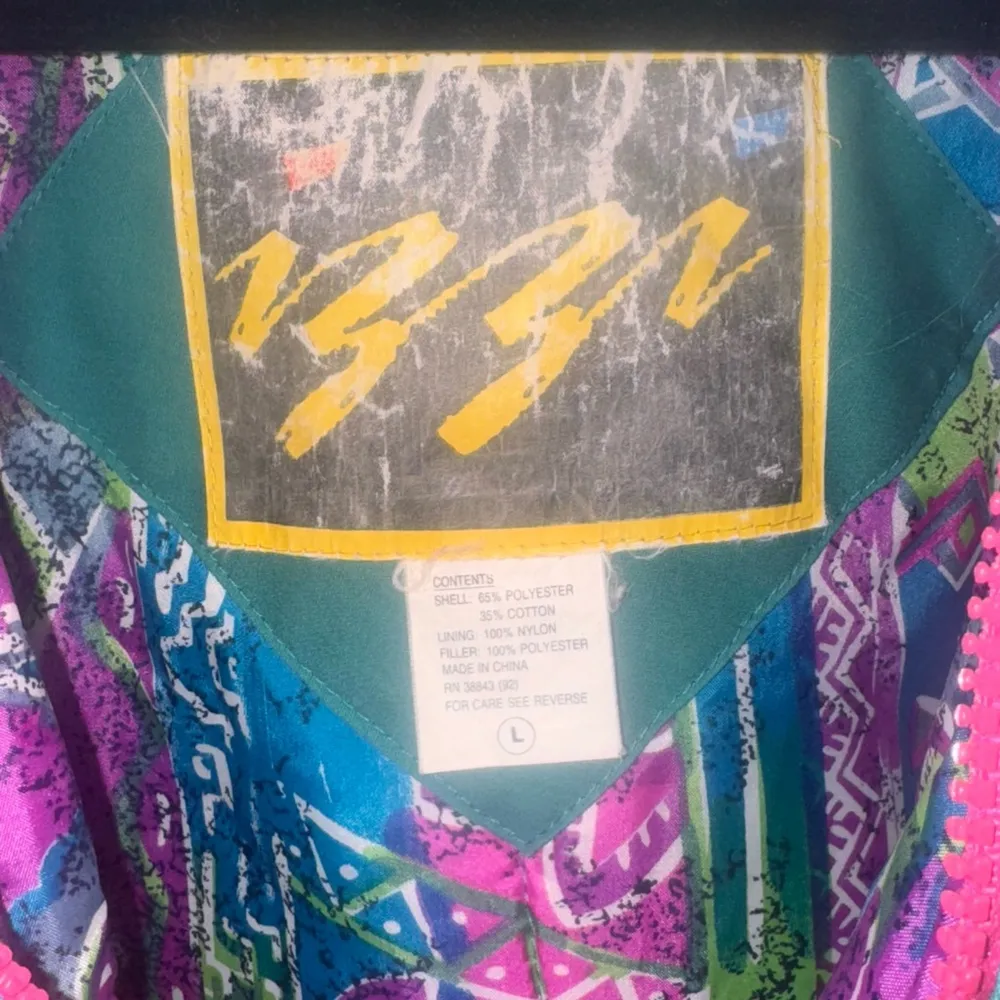 CONTENTS
SHELL: 65% POLYESTER
35% COTTON
LINING: 100% NYLON
FILLER: 100% POLYESTER
MADE IN CHINA
RN 38843 (92)
FOR CARE SEE REVERSE
L